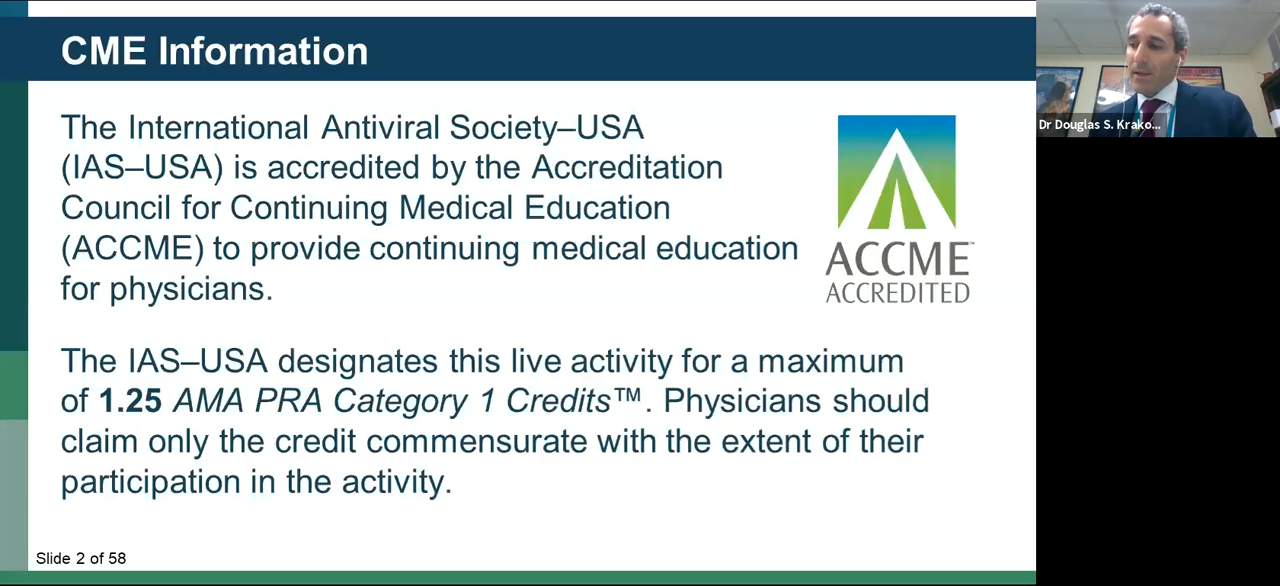 CME Information
The International Antiviral Society–USA
(IAS–USA) is accredited by the Accreditation
Council for Continuing Medical Education
(ACCME) to provide continuing medical education
for physicians.
ACCME™
ACCREDITED
The IAS–USA designates this live activity for a maximum
of 1.25 AMA PRA Category 1 Credits™. Physicians should
claim only the credit commensurate with the extent of their
participation in the activity.
Slide 2 of 58
Dr Douglas S. Krako...